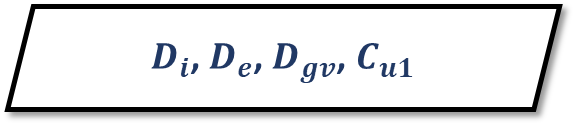 D_i, D_e, D_gv, C_u1